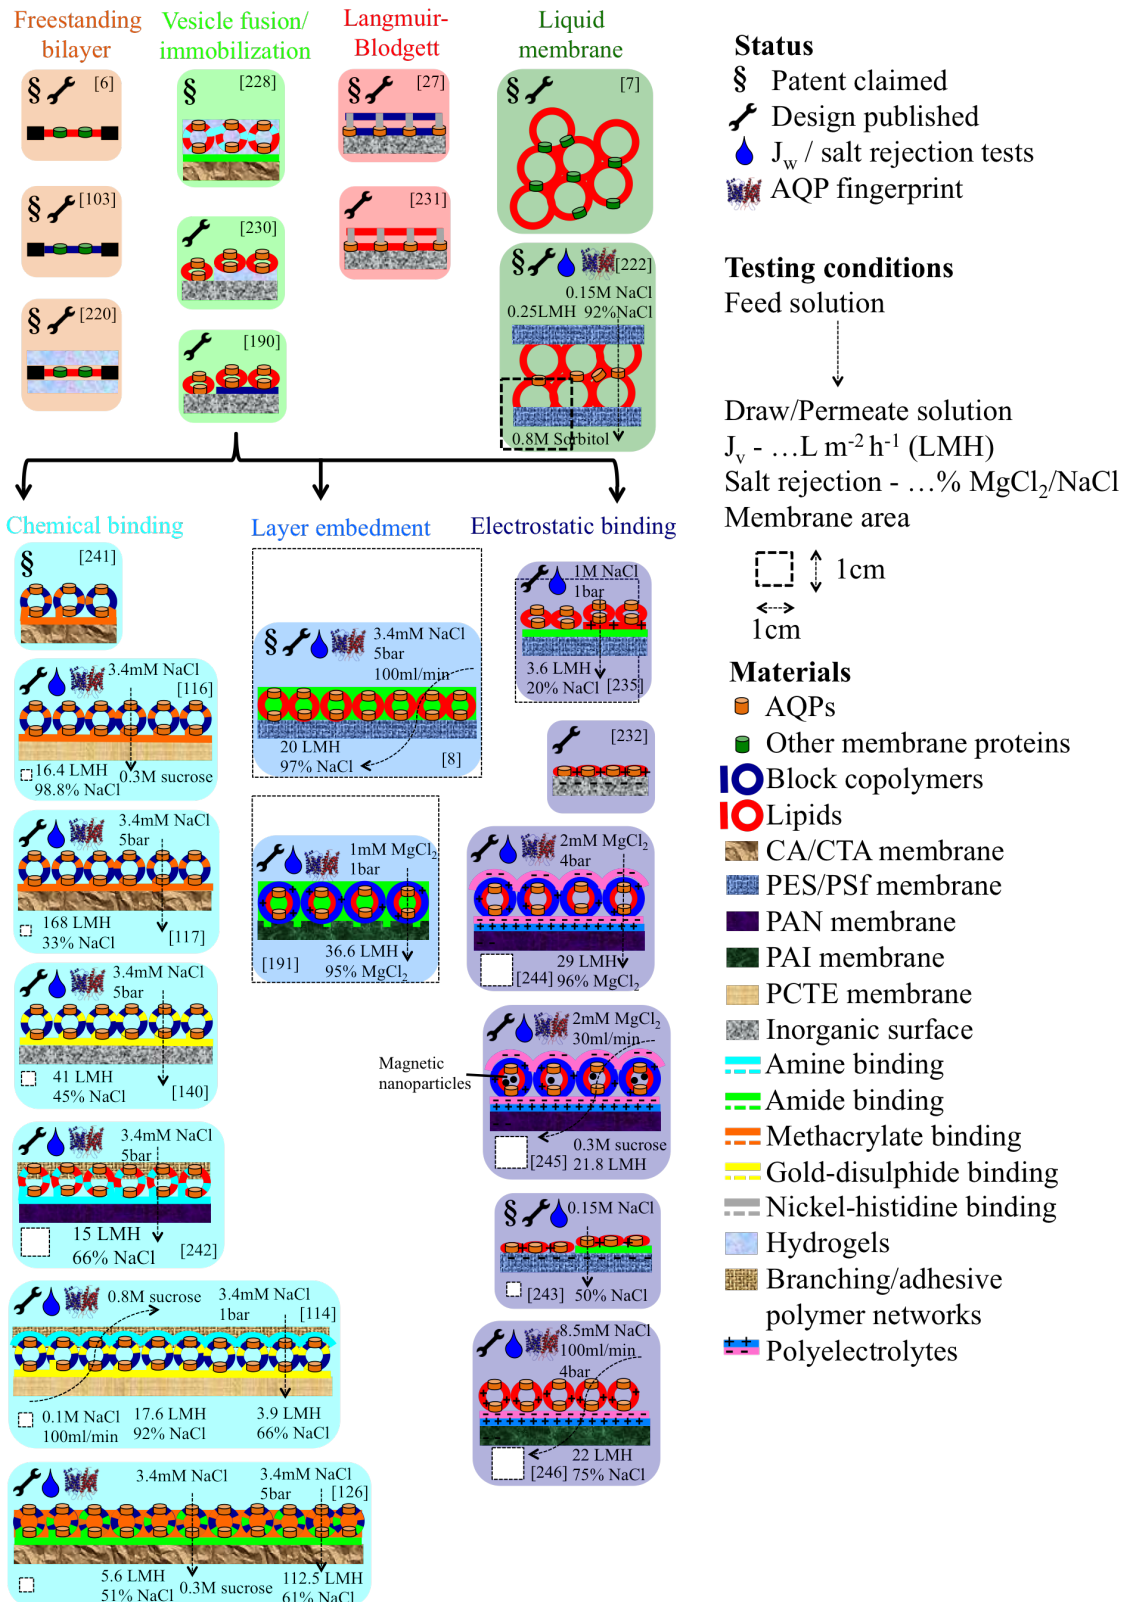 Freestanding
bilayer
§ [6]
§ [103]
§ [220]
Vesicle fusion/
immobilization
§ [228]
[230]
[190]
Langmuir-
Blodgett
§ [27]
[231]
Liquid
membrane
§ [7]
§ [222]
0.15M NaCl
0.25LMH 92%NaCl
0.8M Sorbitol
Chemical binding
§ [241]
3.4mM NaCl
[116]
16.4 LMH
98.8% NaCl 0.3M sucrose
3.4mM NaCl
5bar
168 LMH
33% NaCl [117]
3.4mM NaCl
5bar
41 LMH
45% NaCl [140]
3.4mM NaCl
5bar
15 LMH
66% NaCl [242]
0.8M sucrose 3.4mM NaCl
1bar [114]
0.1M NaCl 17.6 LMH 3.9 LMH
100ml/min 92% NaCl 66% NaCl
3.4mM NaCl 3.4mM NaCl
5bar [126]
5.6 LMH 112.5 LMH
51% NaCl 0.3M sucrose 61% NaCl
Layer embedment
§ 3.4mM NaCl
5bar
100ml/min
20 LMH
97% NaCl [8]
1mM MgCl2
1bar
36.6 LMH
[191] 95% MgCl2
Electrostatic binding
1M NaCl
1bar
+ +
3.6 LMH
20% NaCl [235]
[232]
2mM MgCl2
4bar
29 LMH
[244] 96% MgCl2
2mM MgCl2
30ml/min
Magnetic
nanoparticles
0.3M sucrose
[245] 21.8 LMH
§ 0.15M NaCl
[243] 50% NaCl
8.5mM NaCl
100ml/min
4bar
22 LMH
[246] 75% NaCl
Status
§ Patent claimed
Design published
Jw / salt rejection tests
AQP fingerprint
Testing conditions
Feed solution
Draw/Permeate solution
Jv - …L m-2 h-1 (LMH)
Salt rejection - …% MgCl2/NaCl
Membrane area
1cm
1cm
Materials
AQPs
Other membrane proteins
Block copolymers
Lipids
CA/CTA membrane
PES/PSf membrane
PAN membrane
PAI membrane
PCTE membrane
Inorganic surface
Amine binding
Amide binding
Methacrylate binding
Gold-disulphide binding
Nickel-histidine binding
Hydrogels
Branching/adhesive
polymer networks
Polyelectrolytes